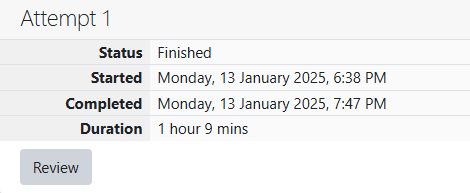 Attempt 1
Status Finished
Started Monday, 13 January 2025, 6:38 PM
Completed Monday, 13 January 2025, 7:47 PM
Duration 1 hour 9 mins
Review